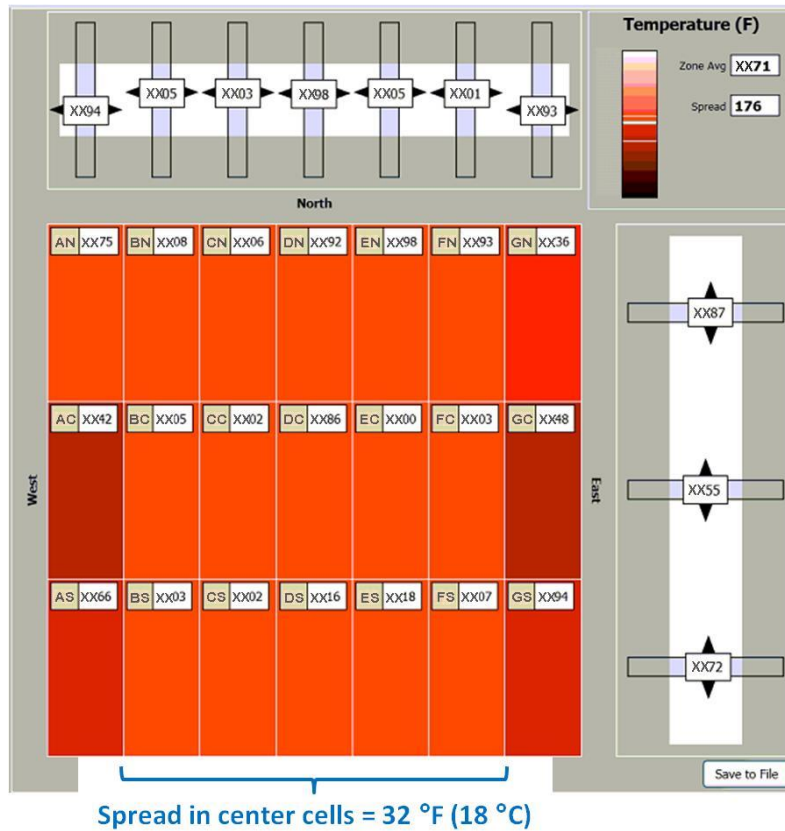 Temperature (F)
Zone Avg XX71
Spread 176
XX94 XX05 XX03 XX98 XX05 XX01 XX93
North
AN XX75 BN XX08 CN XX06 DN XX92 EN XX98 FN XX93 GN XX36
XX87
AC XX42 BC XX05 CC XX02 DC XX86 EC XX00 FC XX03 GC XX48
West
East
XX55
AS XX66 BS XX03 CS XX02 DS XX16 ES XX18 FS XX07 GS XX94
XX72
Save to File
Spread in center cells = 32 °F (18 °C)